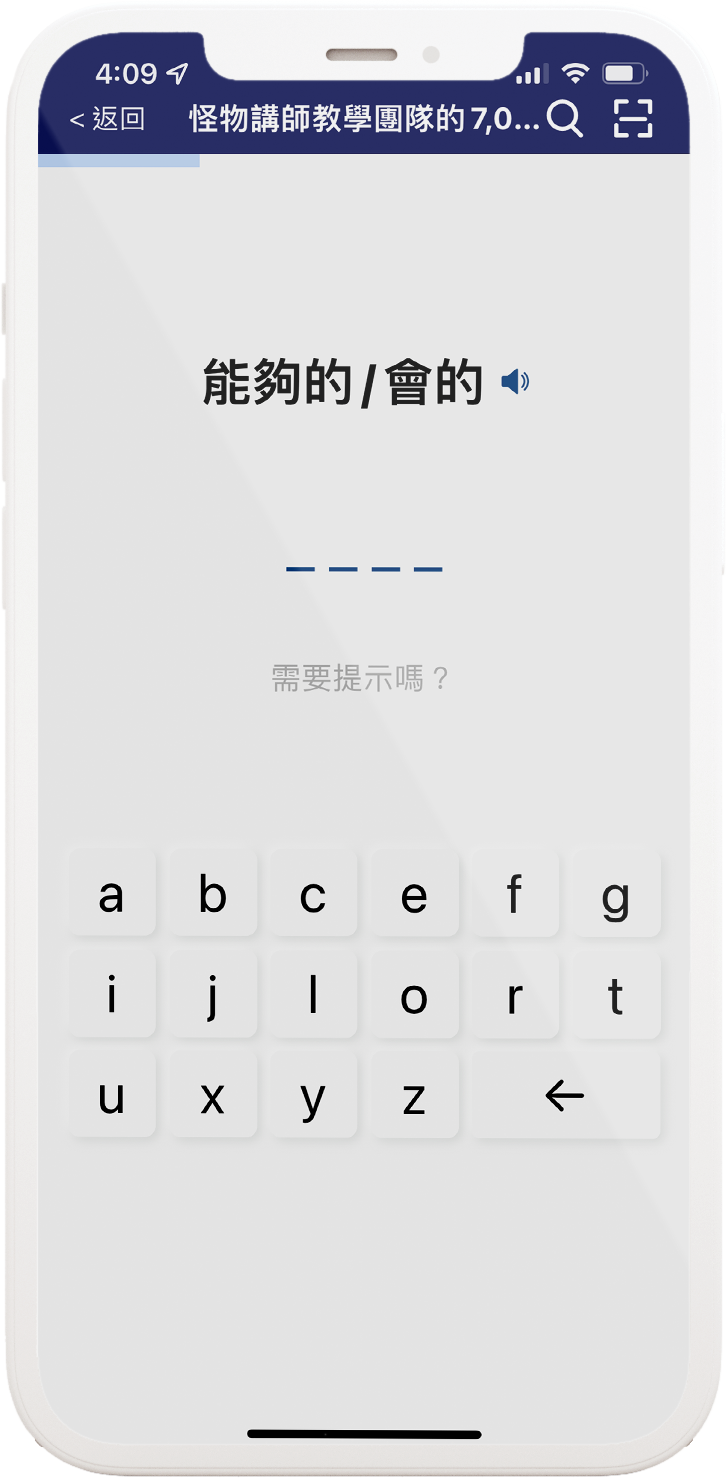 4:09
< 返回 怪物講師教學團隊的 7,0...
能夠的/會的
需要提示嗎？
a b c e f g
i j l o r t
u x y z ←